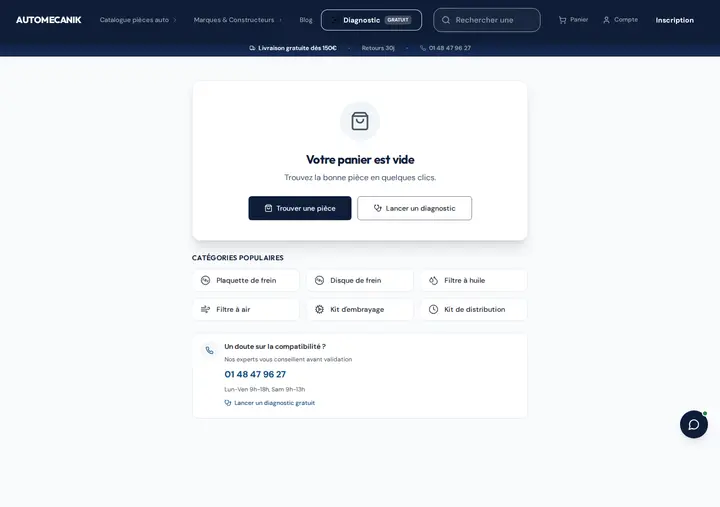 AUTOMECANIK
Catalogue pièces auto
Marques & Constructeurs
Blog
Diagnostic GRATUIT
Rechercher une
Panier
Compte
Inscription
Livraison gratuite dès 150€ · Retours 30j · 01 48 47 96 27
Votre panier est vide
Trouvez la bonne pièce en quelques clics.
Trouver une pièce
Lancer un diagnostic
CATÉGORIES POPULAIRES
Plaquette de frein
Disque de frein
Filtre à huile
Filtre à air
Kit d'embrayage
Kit de distribution
Un doute sur la compatibilité ?
Nos experts vous conseillent avant validation
01 48 47 96 27
Lun-Ven 9h-18h, Sam 9h-13h
Lancer un diagnostic gratuit